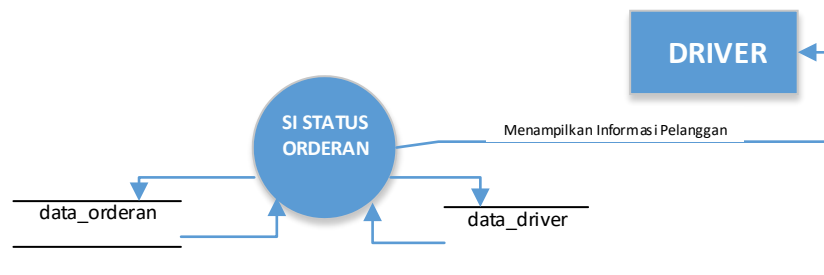 DRIVER
SI STATUS
ORDERAN
Menampilkan Informasi Pelanggan
data_orderan
data_driver